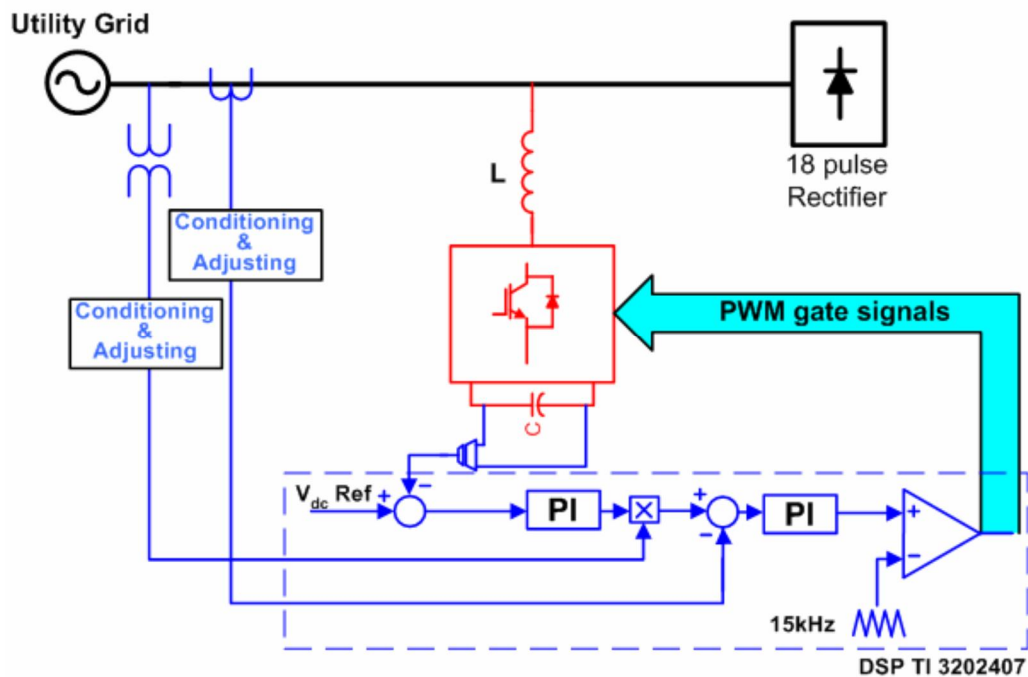 Utility Grid
18 pulse
Rectifier
L
Conditioning
&
Adjusting
Conditioning
&
Adjusting
PWM gate signals
C
Vdc Ref
+
−
PI
×
+
−
PI
+
−
15kHz
DSP TI 3202407